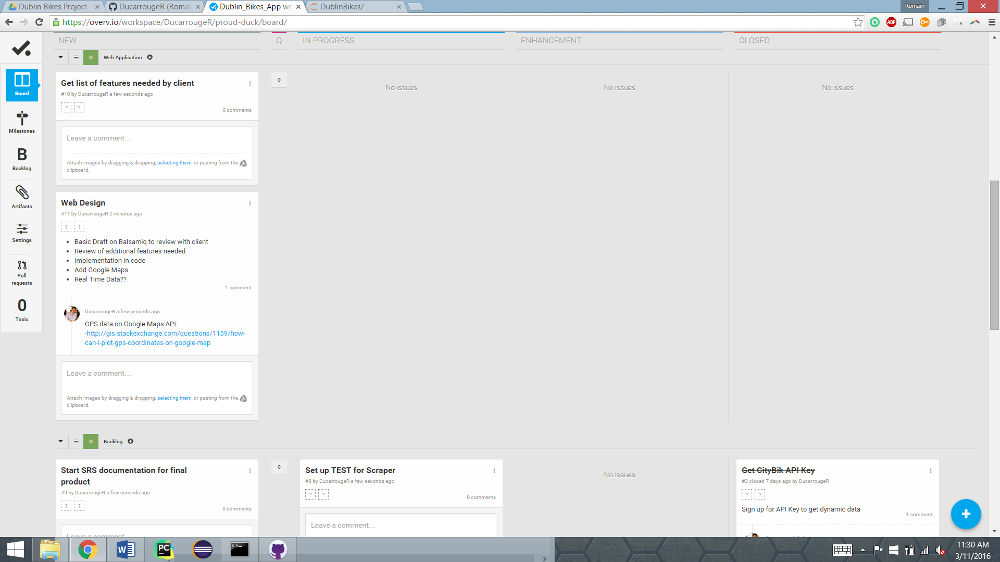 Dublin Bikes Project
DucarrougeR (Romai
Dublin_Bikes_App wo
DublinBikes/
Romain
https://overv.io/workspace/DucarrougeR/proud-duck/board/
ABP
NEW
Q
IN PROGRESS
ENHANCEMENT
CLOSED
D
Web Application
Board
Milestones
B
Backlog
Artifacts
Settings
Pull
requests
0
Toxic
Get list of features needed by client
#10 by DucarrougeR a few seconds ago
? ?
0 comments
Leave a comment...
Attach images by dragging & dropping, selecting them, or pasting from the
clipboard.
0
No issues
No issues
No issues
Web Design
#11 by DucarrougeR 2 minutes ago
? ?
Basic Draft on Balsamiq to review with client
Review of additional features needed
Implementation in code
Add Google Maps
Real Time Data??
1 comment
DucarrougeR a few seconds ago
GPS data on Google Maps API:
-http://gis.stackexchange.com/questions/1159/how-
can-i-plot-gps-coordinates-on-google-map
Leave a comment...
Attach images by dragging & dropping, selecting them, or pasting from the
clipboard.
D
Backlog
Start SRS documentation for final
product
#9 by DucarrougeR a few seconds ago
? ?
0 comments
Leave a comment...
0
Set up TEST for Scraper
#8 by DucarrougeR a few seconds ago
? ?
0 comments
Leave a comment...
No issues
Get CityBik API Key
#3 closed 7 days ago by DucarrougeR
? ?
Sign up for API Key to get dynamic data
1 comment
PC
11:30 AM
3/11/2016